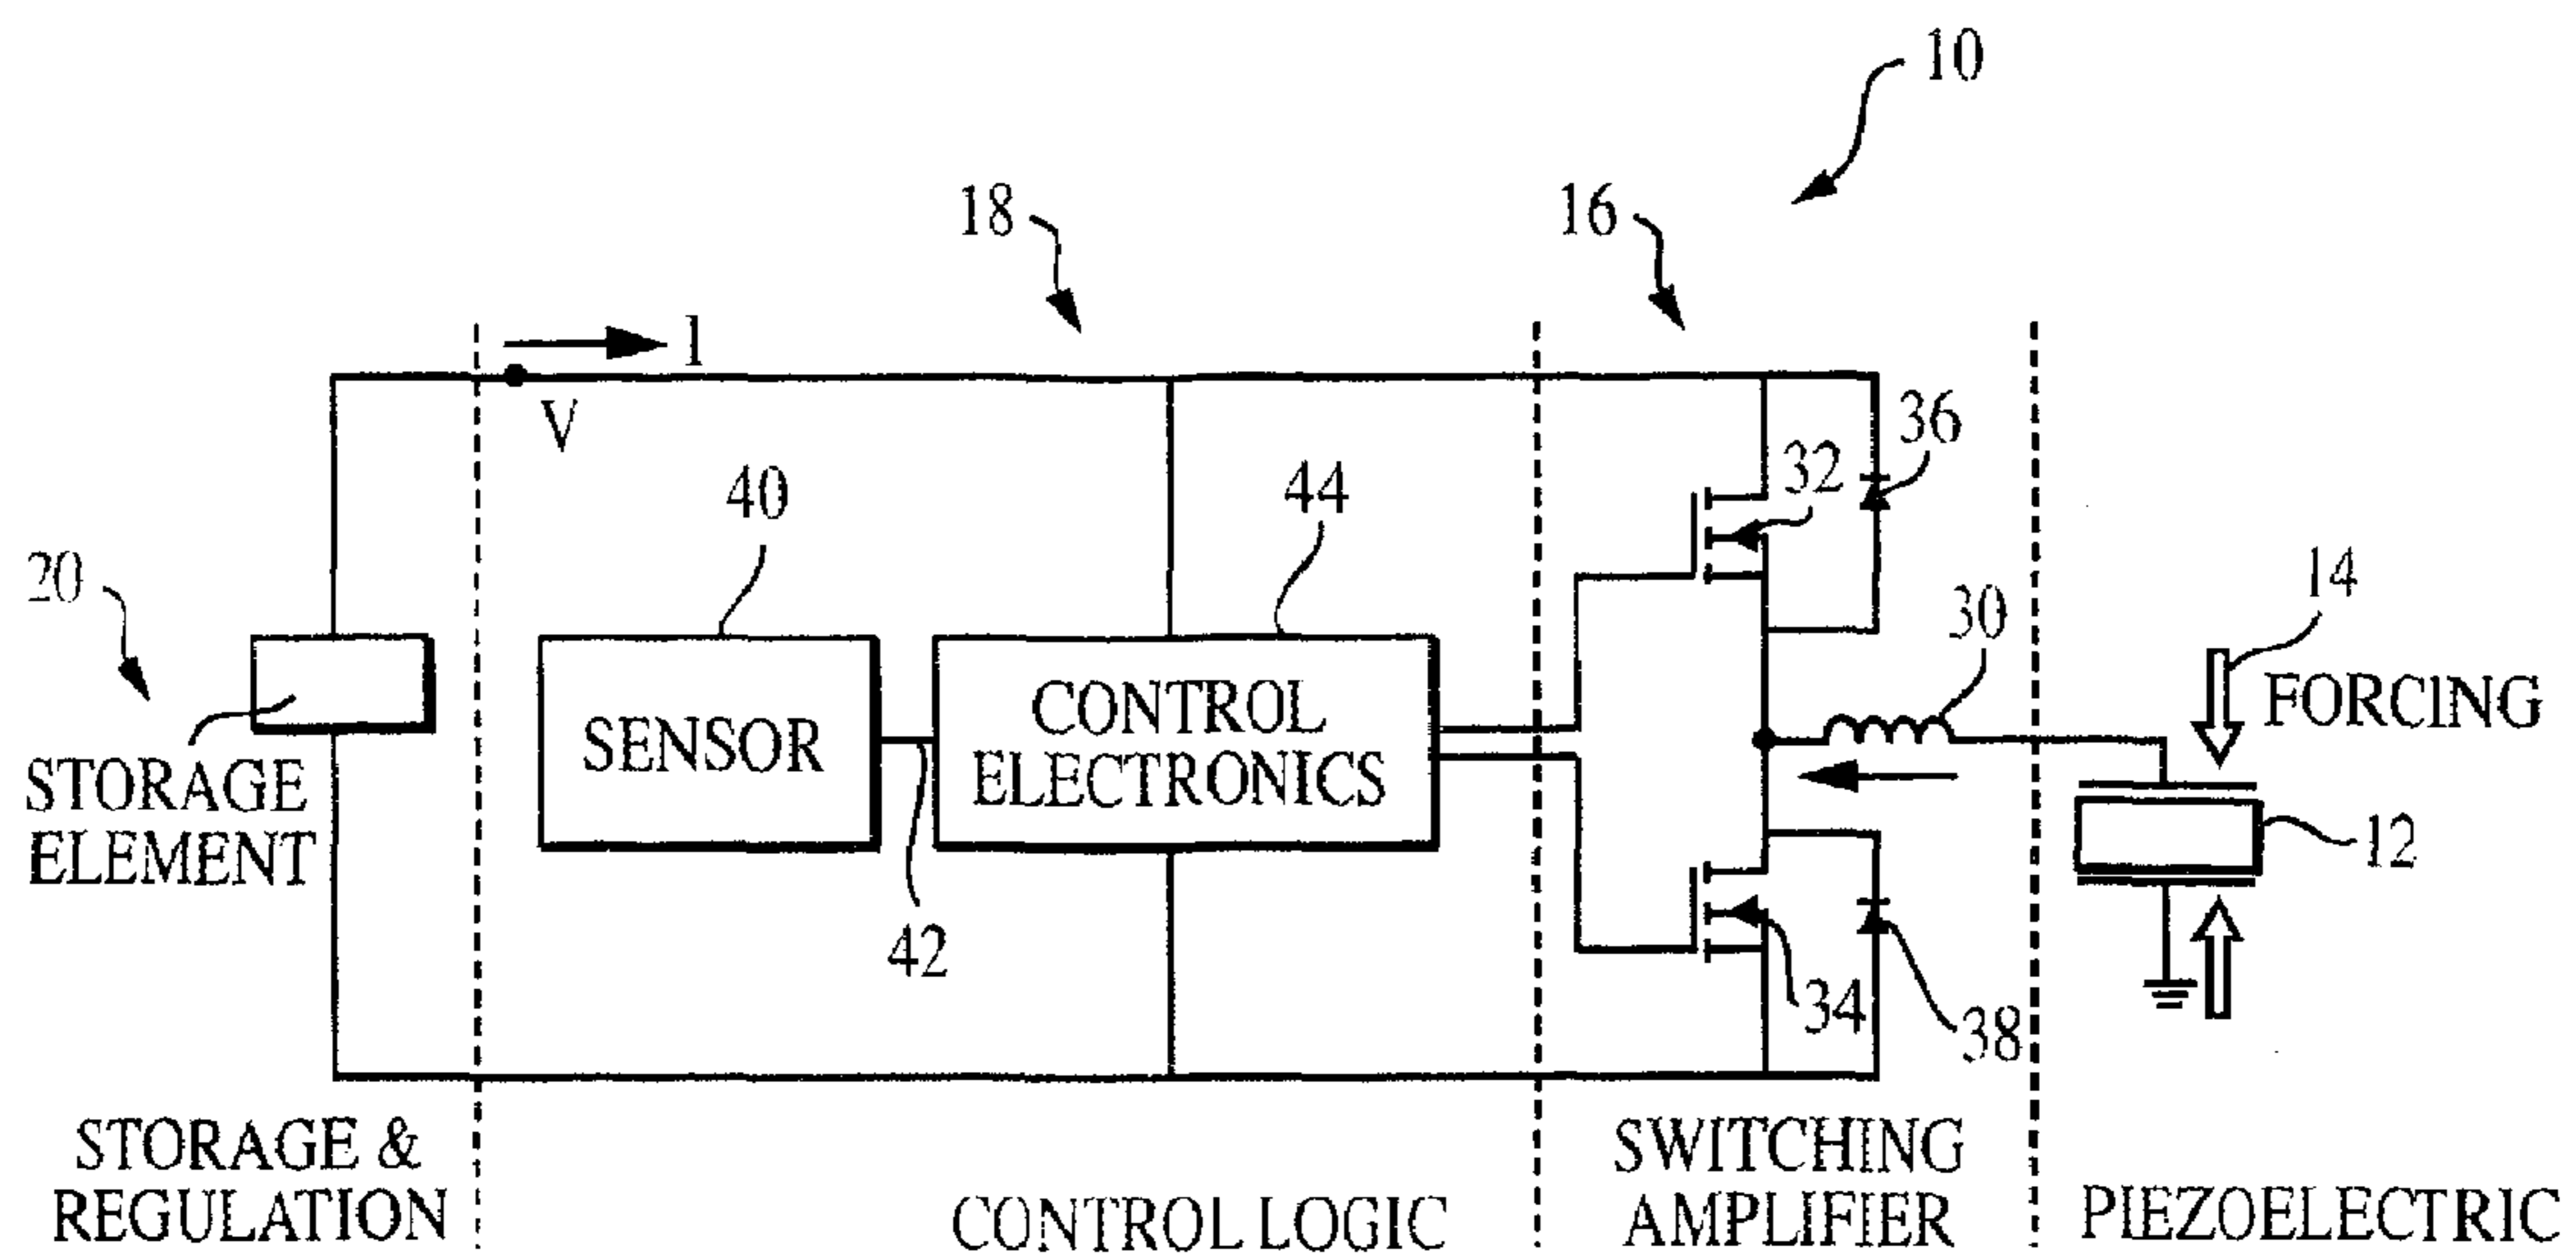 10
18
16
I
V
36
32
40
44
20
14
30
FORCING
SENSOR
CONTROL
ELECTRONICS
STORAGE
ELEMENT
12
42
34
38
STORAGE &
REGULATION
CONTROL LOGIC
SWITCHING
AMPLIFIER
PIEZOELECTRIC